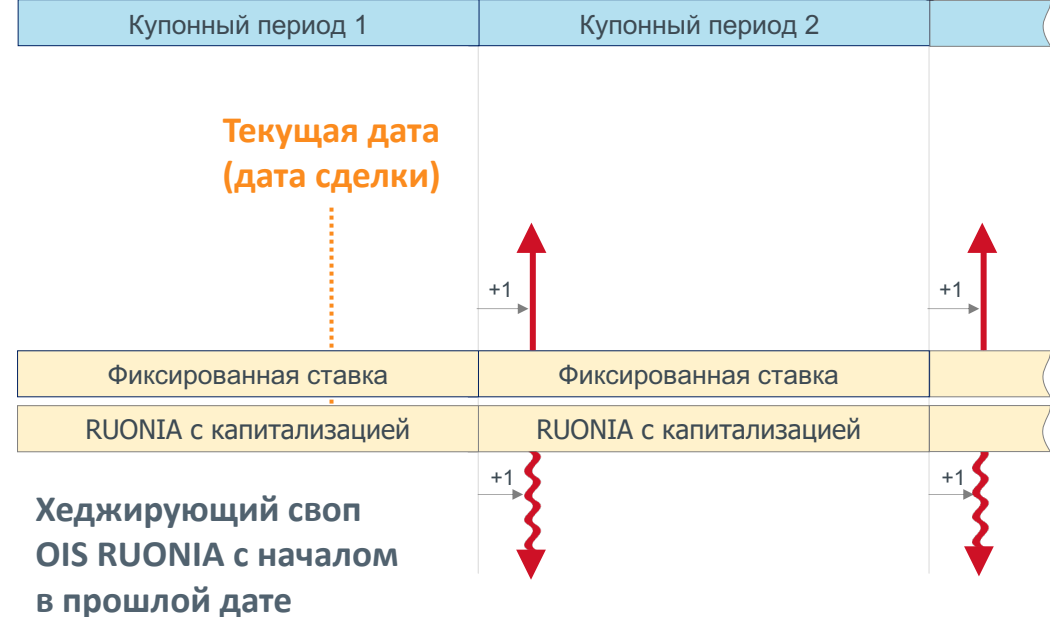 Купонный период 1
Купонный период 2
Текущая дата
(дата сделки)
+1
+1
Фиксированная ставка
Фиксированная ставка
RUONIA с капитализацией
RUONIA с капитализацией
+1
+1
Хеджирующий своп
OIS RUONIA с началом
в прошлой дате